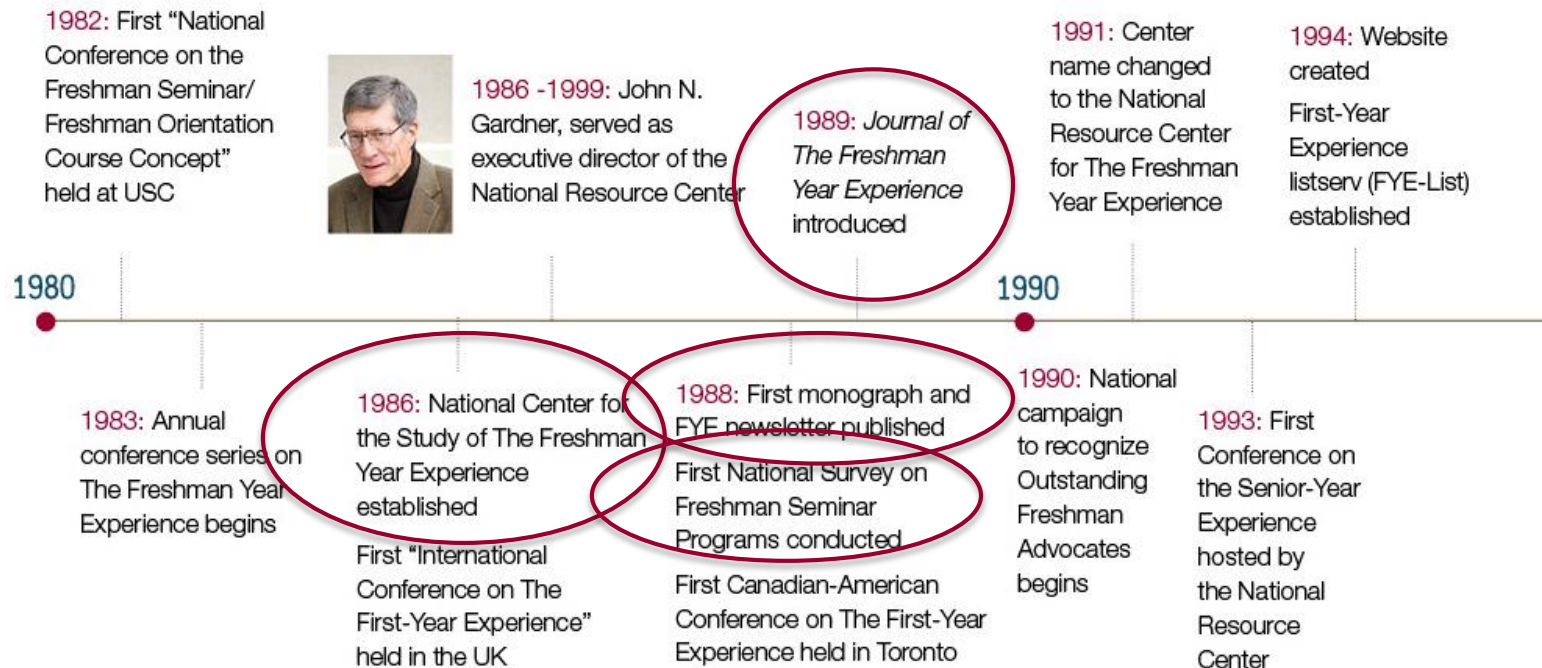 1982: First “National
Conference on the
Freshman Seminar/
Freshman Orientation
Course Concept”
held at USC
1986 -1999: John N.
Gardner, served as
executive director of the
National Resource Center
1989: Journal of
The Freshman
Year Experience
introduced
1991: Center
name changed
to the National
Resource Center
for The Freshman
Year Experience
1994: Website
created
First-Year
Experience
listserv (FYE-List)
established
1980
1990
1983: Annual
conference series on
The Freshman Year
Experience begins
1986: National Center for
the Study of The Freshman
Year Experience
established
First “International
Conference on The
First-Year Experience”
held in the UK
1988: First monograph and
FYE newsletter published
First National Survey on
Freshman Seminar
Programs conducted
First Canadian-American
Conference on The First-Year
Experience held in Toronto
1990: National
campaign
to recognize
Outstanding
Freshman
Advocates
begins
1993: First
Conference on
the Senior-Year
Experience
hosted by
the National
Resource
Center